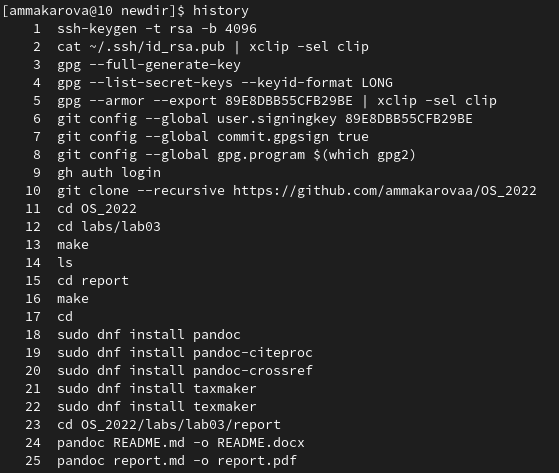 [ammakarova@10 newdir]$ history
1 ssh-keygen -t rsa -b 4096
2 cat ~/.ssh/id_rsa.pub | xclip -sel clip
3 gpg --full-generate-key
4 gpg --list-secret-keys --keyid-format LONG
5 gpg --armor --export 89E8DBB55CFB29BE | xclip -sel clip
6 git config --global user.signingkey 89E8DBB55CFB29BE
7 git config --global commit.gpgsign true
8 git config --global gpg.program $(which gpg2)
9 gh auth login
10 git clone --recursive https://github.com/ammakarovaa/OS_2022
11 cd OS_2022
12 cd labs/lab03
13 make
14 ls
15 cd report
16 make
17 cd
18 sudo dnf install pandoc
19 sudo dnf install pandoc-citeproc
20 sudo dnf install pandoc-crossref
21 sudo dnf install taxmaker
22 sudo dnf install texmaker
23 cd OS_2022/labs/lab03/report
24 pandoc README.md -o README.docx
25 pandoc report.md -o report.pdf